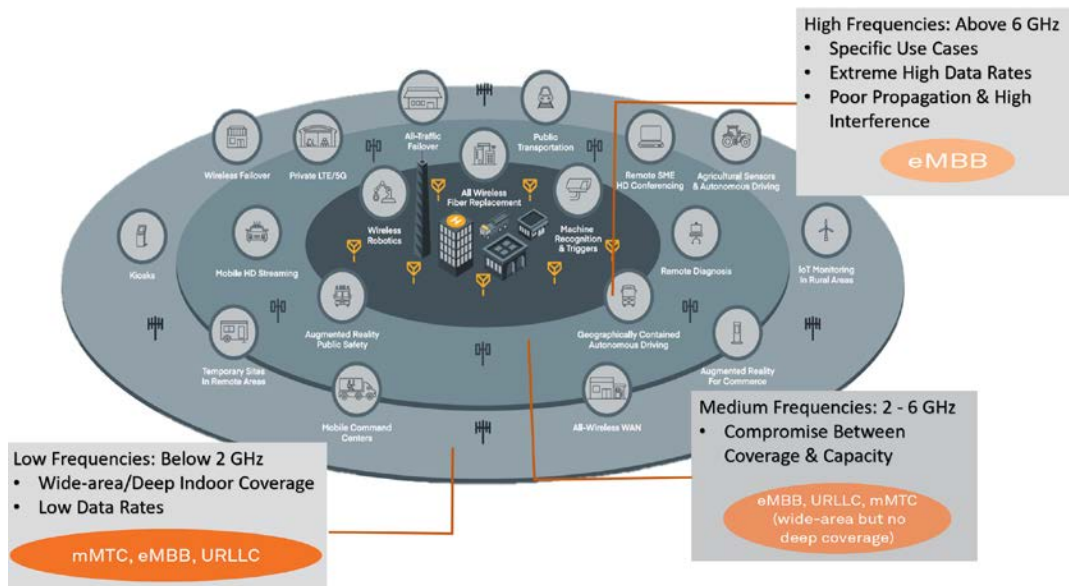 High Frequencies: Above 6 GHz
• Specific Use Cases
• Extreme High Data Rates
• Poor Propagation & High
Interference
eMBB
All-Traffic
Failover
Public
Transportation
Wireless Failover
Private LTE/5G
Remote SME
HD Conferencing
Agricultural Sensors
& Autonomous Driving
All Wireless
Fiber Replacement
Wireless
Robotics
Machine
Recognition
& Triggers
Kiosks
Mobile HD Streaming
Remote Diagnosis
IoT Monitoring
In Rural Areas
Augmented Reality
Public Safety
Geographically Contained
Autonomous Driving
Temporary Sites
In Remote Areas
Augmented Reality
For Commerce
Mobile Command
Centers
All-Wireless WAN
Medium Frequencies: 2 - 6 GHz
• Compromise Between
Coverage & Capacity
eMBB, URLLC, mMTC
(wide-area but no
deep coverage)
Low Frequencies: Below 2 GHz
• Wide-area/Deep Indoor Coverage
• Low Data Rates
mMTC, eMBB, URLLC